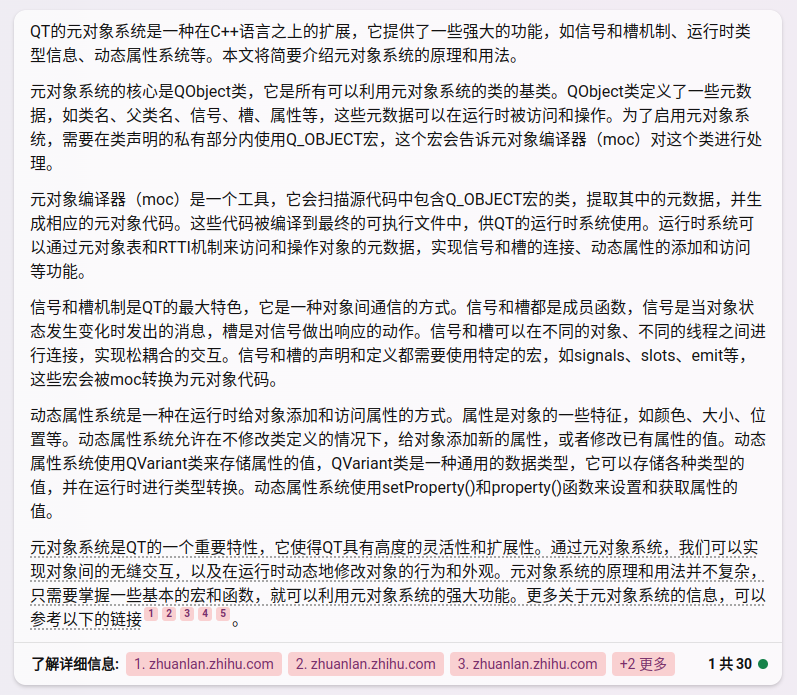 QT的元对象系统是一种在C++语言之上的扩展，它提供了一些强大的功能，如信号和槽机制、运行时类
型信息、动态属性系统等。本文将简要介绍元对象系统的原理和用法。
元对象系统的核心是QObject类，它是所有可以利用元对象系统的类的基类。QObject类定义了一些元数
据，如类名、父类名、信号、槽、属性等，这些元数据可以在运行时被访问和操作。为了启用元对象系
统，需要在类声明的私有部分内使用Q_OBJECT宏，这个宏会告诉元对象编译器（moc）对这个类进行处
理。
元对象编译器（moc）是一个工具，它会扫描源代码中包含Q_OBJECT宏的类，提取其中的元数据，并生
成相应的元对象代码。这些代码被编译到最终的可执行文件中，供QT的运行时系统使用。运行时系统可
以通过元对象表和RTTI机制来访问和操作对象的元数据，实现信号和槽的连接、动态属性的添加和访问
等功能。
信号和槽机制是QT的最大特色，它是一种对象间通信的方式。信号和槽都是成员函数，信号是当对象状
态发生变化时发出的消息，槽是对信号做出响应的动作。信号和槽可以在不同的对象、不同的线程之间进
行连接，实现松耦合的交互。信号和槽的声明和定义都需要使用特定的宏，如signals、slots、emit等，
这些宏会被moc转换为元对象代码。
动态属性系统是一种在运行时给对象添加和访问属性的方式。属性是对象的一些特征，如颜色、大小、位
置等。动态属性系统允许在不修改类定义的情况下，给对象添加新的属性，或者修改已有属性的值。动态
属性系统使用QVariant类来存储属性的值，QVariant类是一种通用的数据类型，它可以存储各种类型的
值，并在运行时进行类型转换。动态属性系统使用setProperty()和property()函数来设置和获取属性的
值。
元对象系统是QT的一个重要特性，它使得QT具有高度的灵活性和扩展性。通过元对象系统，我们可以实
现对象间的无缝交互，以及在运行时动态地修改对象的行为和外观。元对象系统的原理和用法并不复杂，
只需要掌握一些基本的宏和函数，就可以利用元对象系统的强大功能。更多关于元对象系统的信息，可以
参考以下的链接 1 2 3 4 5 。
了解详细信息: 1. zhuanlan.zhihu.com 2. zhuanlan.zhihu.com 3. zhuanlan.zhihu.com +2 更多 1 共 30